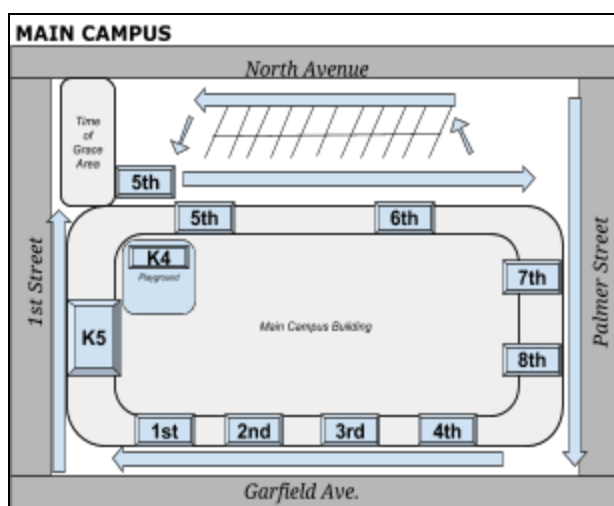 MAIN CAMPUS
North Avenue
Time
of
Grace
Area
5th
5th
6th
K4
Playground
7th
1st Street
Palmer Street
Main Campus Building
K5
8th
1st
2nd
3rd
4th
Garfield Ave.